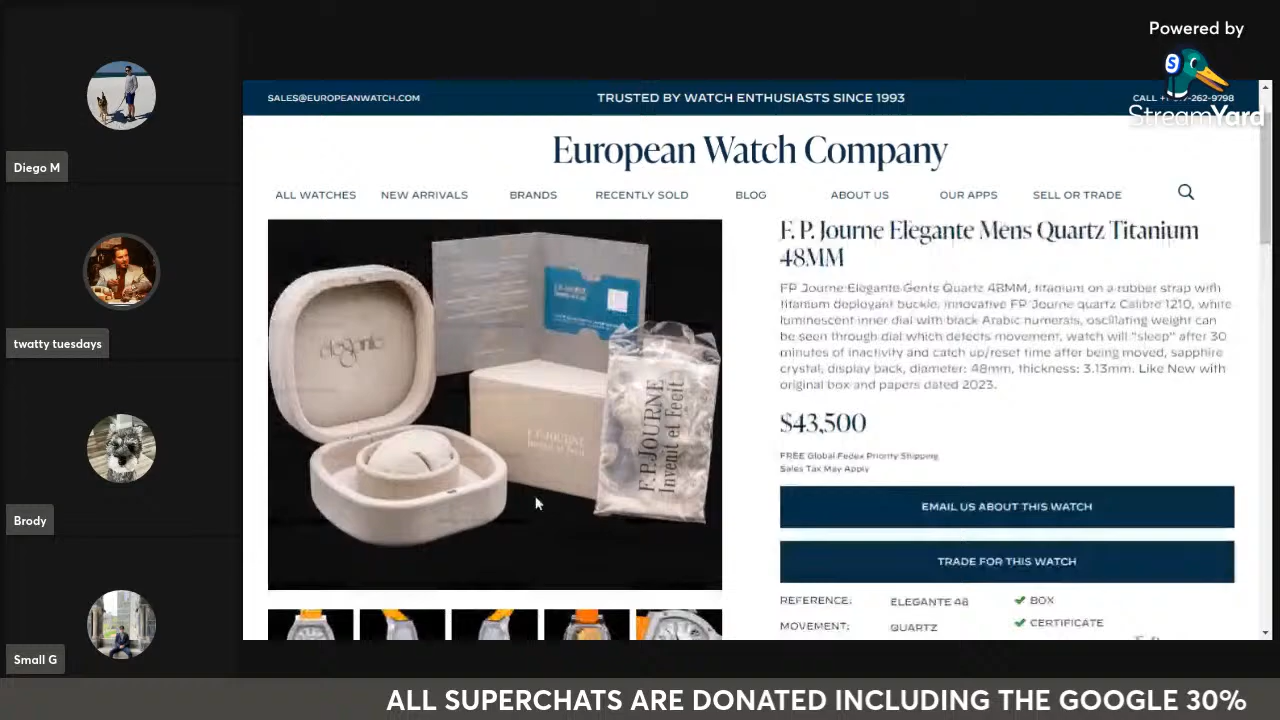 Powered by
StreamYard
SALES@EUROPEANWATCH.COM
TRUSTED BY WATCH ENTHUSIASTS SINCE 1993
CALL
262-9798
European Watch Company
ALL WATCHES
NEW ARRIVALS
BRANDS
RECENTLY SOLD
BLOG
ABOUT US
OUR APPS
SELL OR TRADE
Diego M
twatty tuesdays
Brody
Small G
elegante
F.P.JOURNE
Invenit et Fecit
F.P.JOURNE
Invenit et Fecit
F. P. Journe Elegante Mens Quartz Titanium
48MM
FP Journe Elegante Gents Quartz 48MM, titanium on a rubber strap with
titanium deployant buckle, innovative FP Journe quartz Calibre 1210, white
luminescent inner dial with black Arabic numerals, oscillating weight can
be seen through dial which detects movement, watch will "sleep" after 30
minutes of inactivity and catch up/reset time after being moved, sapphire
crystal, display back, diameter: 48mm, thickness: 3.13mm. Like New with
original box and papers dated 2023.
$43,500
FREE Global Fedex Priority Shipping
Sales Tax May Apply
EMAIL US ABOUT THIS WATCH
TRADE FOR THIS WATCH
REFERENCE: ELEGANTE 48
BOX
MOVEMENT: QUARTZ
CERTIFICATE
ALL SUPERCHATS ARE DONATED INCLUDING THE GOOGLE 30%